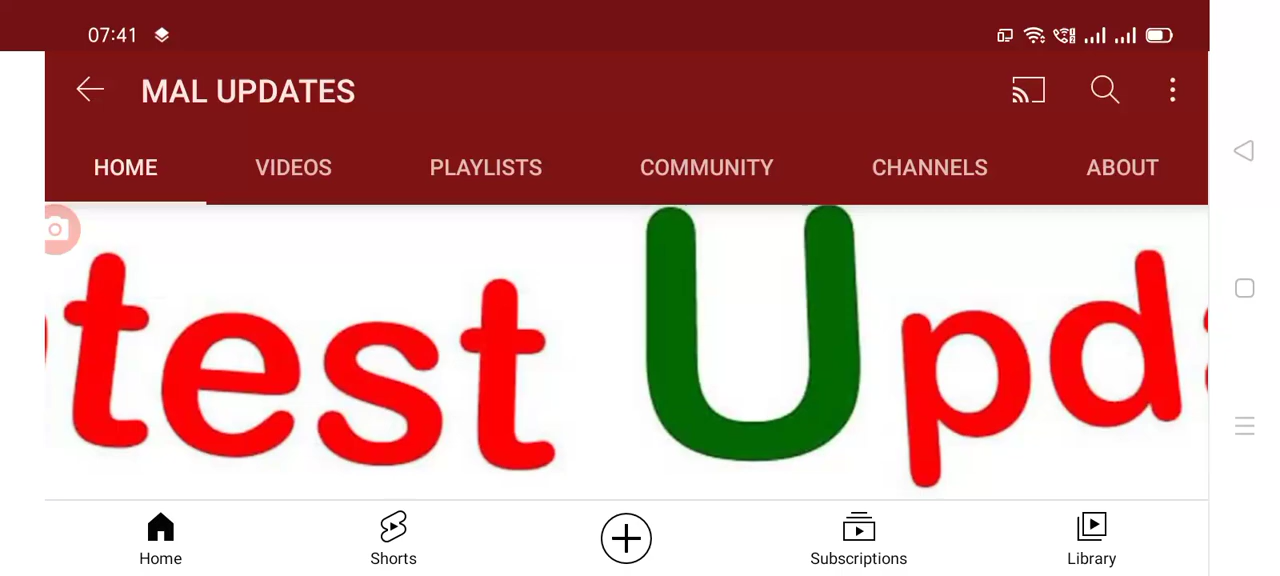 07:41
MAL UPDATES
HOME VIDEOS PLAYLISTS COMMUNITY CHANNELS ABOUT
test Upd
Home Shorts Subscriptions Library